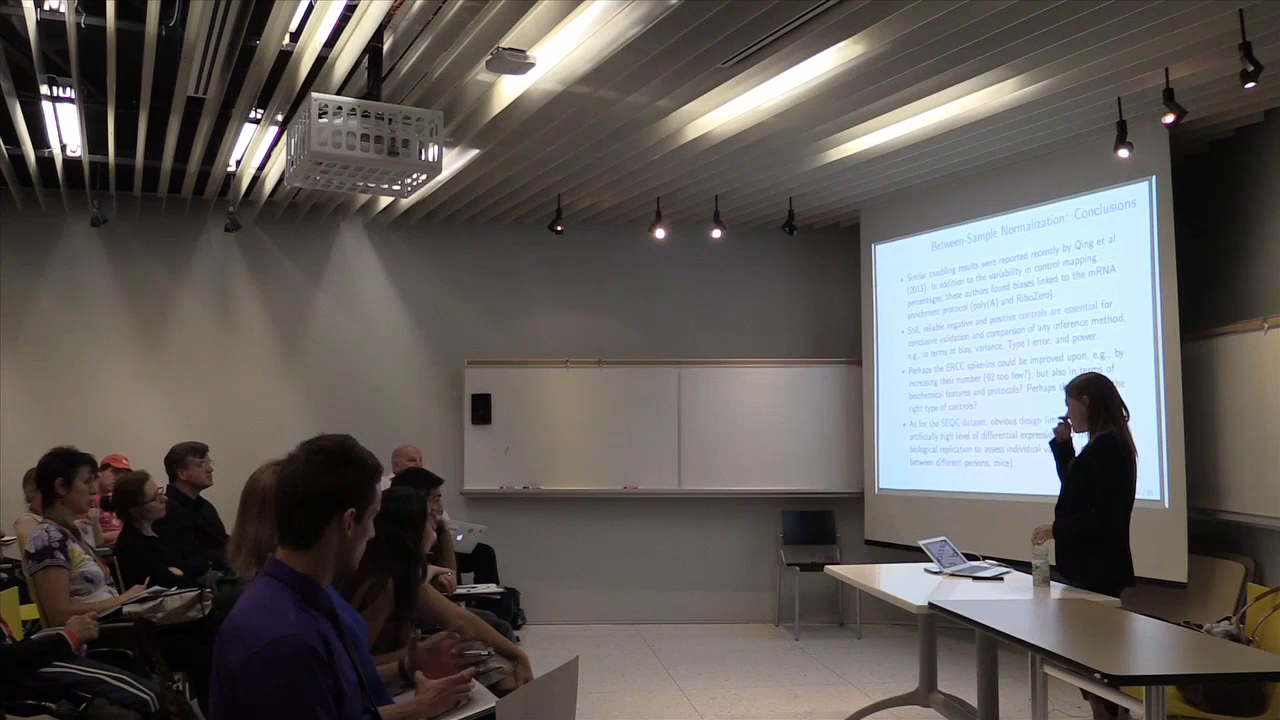 Between-Sample Normalization: Conclusions
• Similar troubling results were reported recently by Qing et al.
(2013). In addition to the variability in control mapping
percentages, these authors found biases linked to the mRNA
enrichment protocol (poly(A) and RiboZero).
• Still, reliable negative and positive controls are essential for
conclusive validation and comparison of any inference method,
e.g., in terms of bias, variance, Type I error, and power.
• Perhaps the ERCC spike-ins could be improved upon, e.g., by
increasing their number (92 too few?), but also in terms of
biochemical features and protocols? Perhaps the
right type of controls?
• As for the SEQC dataset, obvious design
artificially high level of differential
biological replication to assess individual
between different persons, mice).